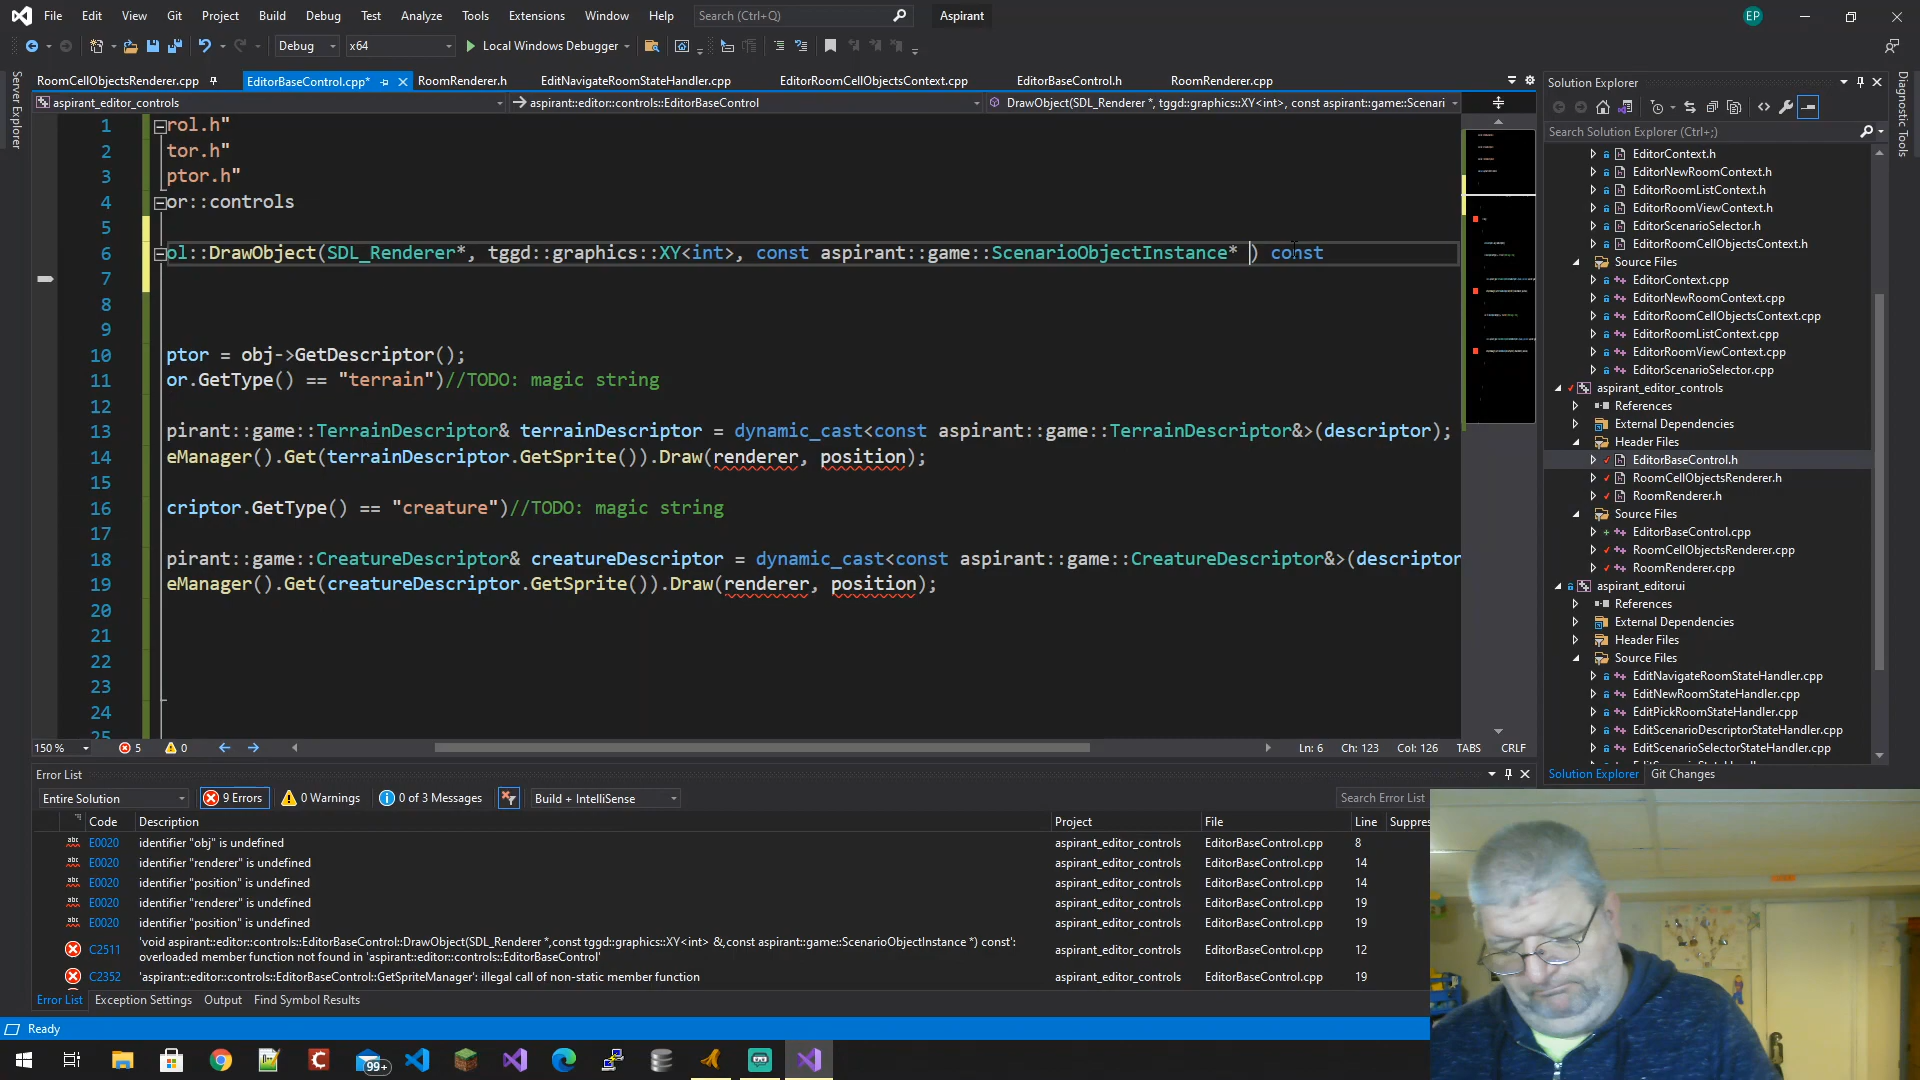 File Edit View Git Project Build Debug Test Analyze Tools Extensions Window Help Search (Ctrl+Q) Aspirant EP
Debug x64 Local Windows Debugger
RoomCellObjectsRenderer.cpp EditorBaseControl.cpp* RoomRenderer.h EditNavigateRoomStateHandler.cpp EditorRoomCellObjectsContext.cpp EditorBaseControl.h RoomRenderer.cpp
aspirant_editor_controls aspirant::editor::controls::EditorBaseControl DrawObject(SDL_Renderer *, tggd::graphics::XY<int>, const aspirant::game::Scenari
Server Explorer
1 rol.h"
2 tor.h"
3 ptor.h"
4 or::controls
5
6 ol::DrawObject(SDL_Renderer*, tggd::graphics::XY<int>, const aspirant::game::ScenarioObjectInstance* ) const
7
8
9
10 ptor = obj->GetDescriptor();
11 or.GetType() == "terrain")//TODO: magic string
12
13 pirant::game::TerrainDescriptor& terrainDescriptor = dynamic_cast<const aspirant::game::TerrainDescriptor&>(descriptor);
14 eManager().Get(terrainDescriptor.GetSprite()).Draw(renderer, position);
15
16 criptor.GetType() == "creature")//TODO: magic string
17
18 pirant::game::CreatureDescriptor& creatureDescriptor = dynamic_cast<const aspirant::game::CreatureDescriptor&>(descriptor
19 eManager().Get(creatureDescriptor.GetSprite()).Draw(renderer, position);
20
21
22
23
24
25
150 % 5 0 Ln: 6 Ch: 123 Col: 126 TABS CRLF
Error List
Entire Solution 9 Errors 0 Warnings 0 of 3 Messages Build + IntelliSense Search Error List
Code Description Project File Line Suppres
abc E0020 identifier "obj" is undefined aspirant_editor_controls EditorBaseControl.cpp 8
abc E0020 identifier "renderer" is undefined aspirant_editor_controls EditorBaseControl.cpp 14
abc E0020 identifier "position" is undefined aspirant_editor_controls EditorBaseControl.cpp 14
abc E0020 identifier "renderer" is undefined aspirant_editor_controls EditorBaseControl.cpp 19
abc E0020 identifier "position" is undefined aspirant_editor_controls EditorBaseControl.cpp 19
C2511 'void aspirant::editor::controls::EditorBaseControl::DrawObject(SDL_Renderer *,const tggd::graphics::XY<int> &,const aspirant::game::ScenarioObjectInstance *) const': aspirant_editor_controls EditorBaseControl.cpp 12
overloaded member function not found in 'aspirant::editor::controls::EditorBaseControl'
C2352 'aspirant::editor::controls::EditorBaseControl::GetSpriteManager': illegal call of non-static member function aspirant_editor_controls EditorBaseControl.cpp 19
Error List Exception Settings Output Find Symbol Results
Ready
99+
Solution Explorer
Search Solution Explorer (Ctrl+;)
EditorContext.h
EditorNewRoomContext.h
EditorRoomListContext.h
EditorRoomViewContext.h
EditorScenarioSelector.h
EditorRoomCellObjectsContext.h
Source Files
EditorContext.cpp
EditorNewRoomContext.cpp
EditorRoomCellObjectsContext.cpp
EditorRoomListContext.cpp
EditorRoomViewContext.cpp
EditorScenarioSelector.cpp
aspirant_editor_controls
References
External Dependencies
Header Files
EditorBaseControl.h
RoomCellObjectsRenderer.h
RoomRenderer.h
Source Files
EditorBaseControl.cpp
RoomCellObjectsRenderer.cpp
RoomRenderer.cpp
aspirant_editorui
References
External Dependencies
Header Files
Source Files
EditNavigateRoomStateHandler.cpp
EditNewRoomStateHandler.cpp
EditPickRoomStateHandler.cpp
EditScenarioDescriptorStateHandler.cpp
EditScenarioSelectorStateHandler.cpp
Solution Explorer Git Changes
Diagnostic Tools